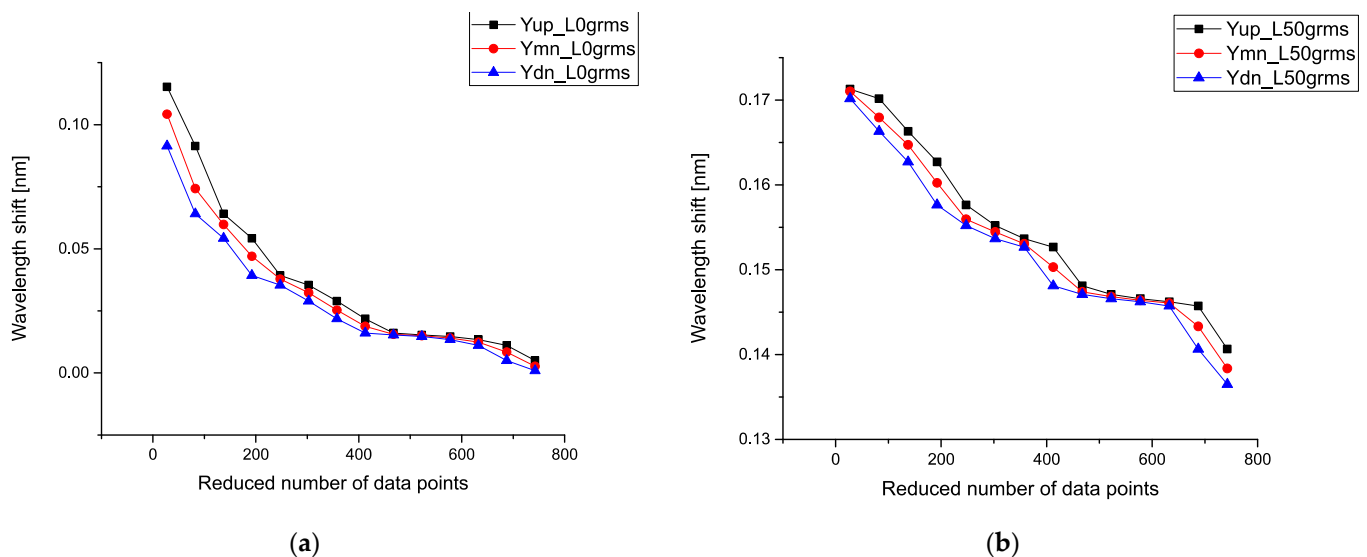 Yup_L0grms
Ymn_L0grms
Ydn_L0grms
0.10
0.05
0.00
Wavelength shift [nm]
0 200 400 600 800
Reduced number of data points
(a)
Yup_L50grms
Ymn_L50grms
Ydn_L50grms
0.17
0.16
0.15
0.14
0.13
Wavelength shift [nm]
0 200 400 600 800
Reduced number of data points
(b)